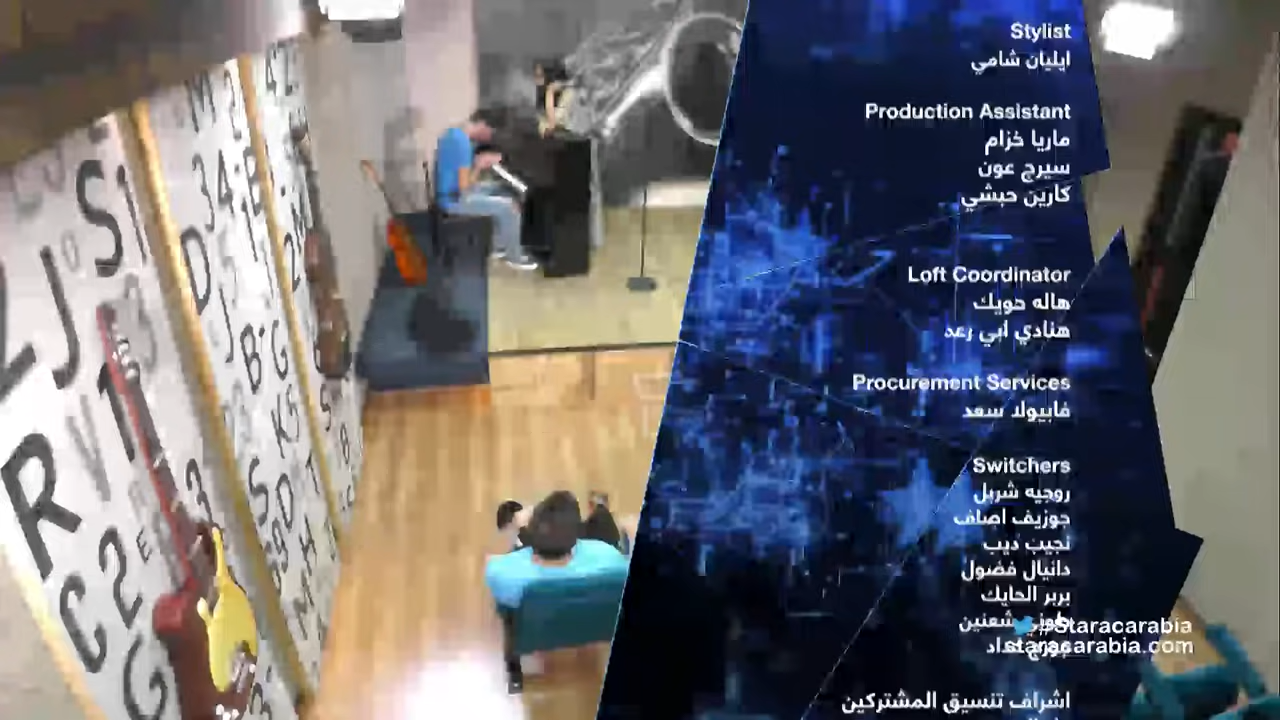 Stylist
ايليان شامي
Production Assistant
ماريا خزام
سيرج عون
كارين حبشي
Loft Coordinator
هاله حويك
هنادي ابي رعد
Procurement Services
فابيولا سعد
Switchers
روجيه شربل
جوزيف اصاف
نجيب ديب
دانيال فضول
بربر الحايك
شعنين
#Staracarabia
staracarabia.com
اشراف تنسيق المشتركين